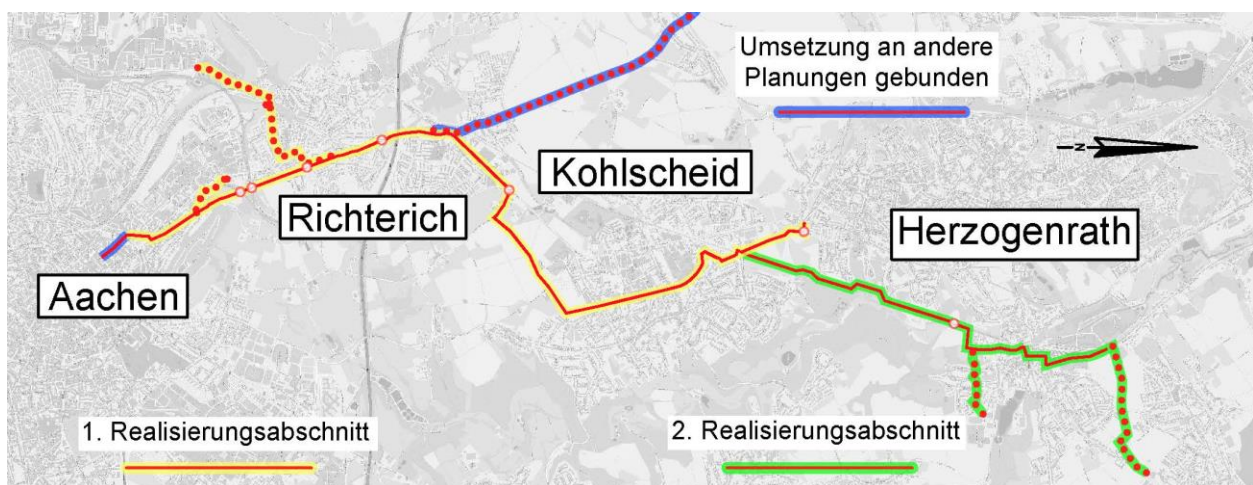 Umsetzung an andere
Planungen gebunden
N
Kohlscheid
Richterich
Herzogenrath
Aachen
1. Realisierungsabschnitt
2. Realisierungsabschnitt